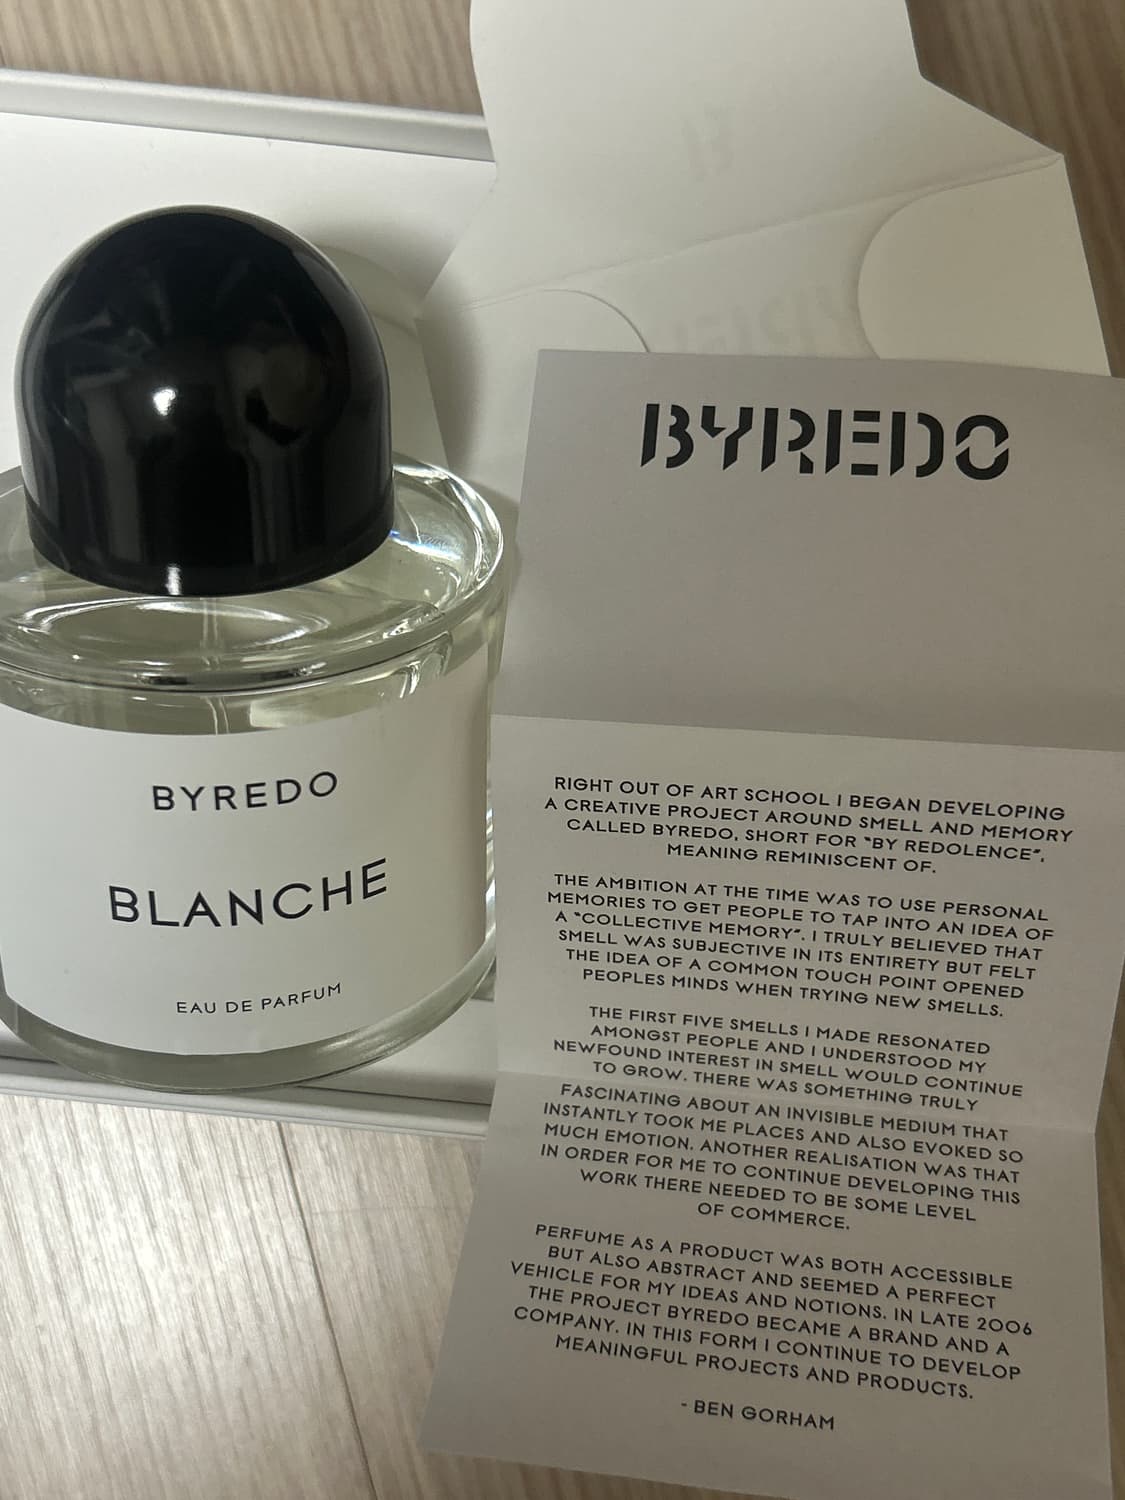 BYREDO
BLANCHE
EAU DE PARFUM
BYREDO
RIGHT OUT OF ART SCHOOL I BEGAN DEVELOPING
A CREATIVE PROJECT AROUND SMELL AND MEMORY
CALLED BYREDO, SHORT FOR "BY REDOLENCE",
MEANING REMINISCENT OF.
THE AMBITION AT THE TIME WAS TO USE PERSONAL
MEMORIES TO GET PEOPLE TO TAP INTO AN IDEA OF
A "COLLECTIVE MEMORY". I TRULY BELIEVED THAT
SMELL WAS SUBJECTIVE IN ITS ENTIRETY BUT FELT
THE IDEA OF A COMMON TOUCH POINT OPENED
PEOPLES MINDS WHEN TRYING NEW SMELLS.
THE FIRST FIVE SMELLS I MADE RESONATED
AMONGST PEOPLE AND I UNDERSTOOD MY
NEWFOUND INTEREST IN SMELL WOULD CONTINUE
TO GROW. THERE WAS SOMETHING TRULY
FASCINATING ABOUT AN INVISIBLE MEDIUM THAT
INSTANTLY TOOK ME PLACES AND ALSO EVOKED SO
MUCH EMOTION. ANOTHER REALISATION WAS THAT
IN ORDER FOR ME TO CONTINUE DEVELOPING THIS
WORK THERE NEEDED TO BE SOME LEVEL
OF COMMERCE.
PERFUME AS A PRODUCT WAS BOTH ACCESSIBLE
BUT ALSO ABSTRACT AND SEEMED A PERFECT
VEHICLE FOR MY IDEAS AND NOTIONS. IN LATE 2006
THE PROJECT BYREDO BECAME A BRAND AND A
COMPANY. IN THIS FORM I CONTINUE TO DEVELOP
MEANINGFUL PROJECTS AND PRODUCTS.
- BEN GORHAM